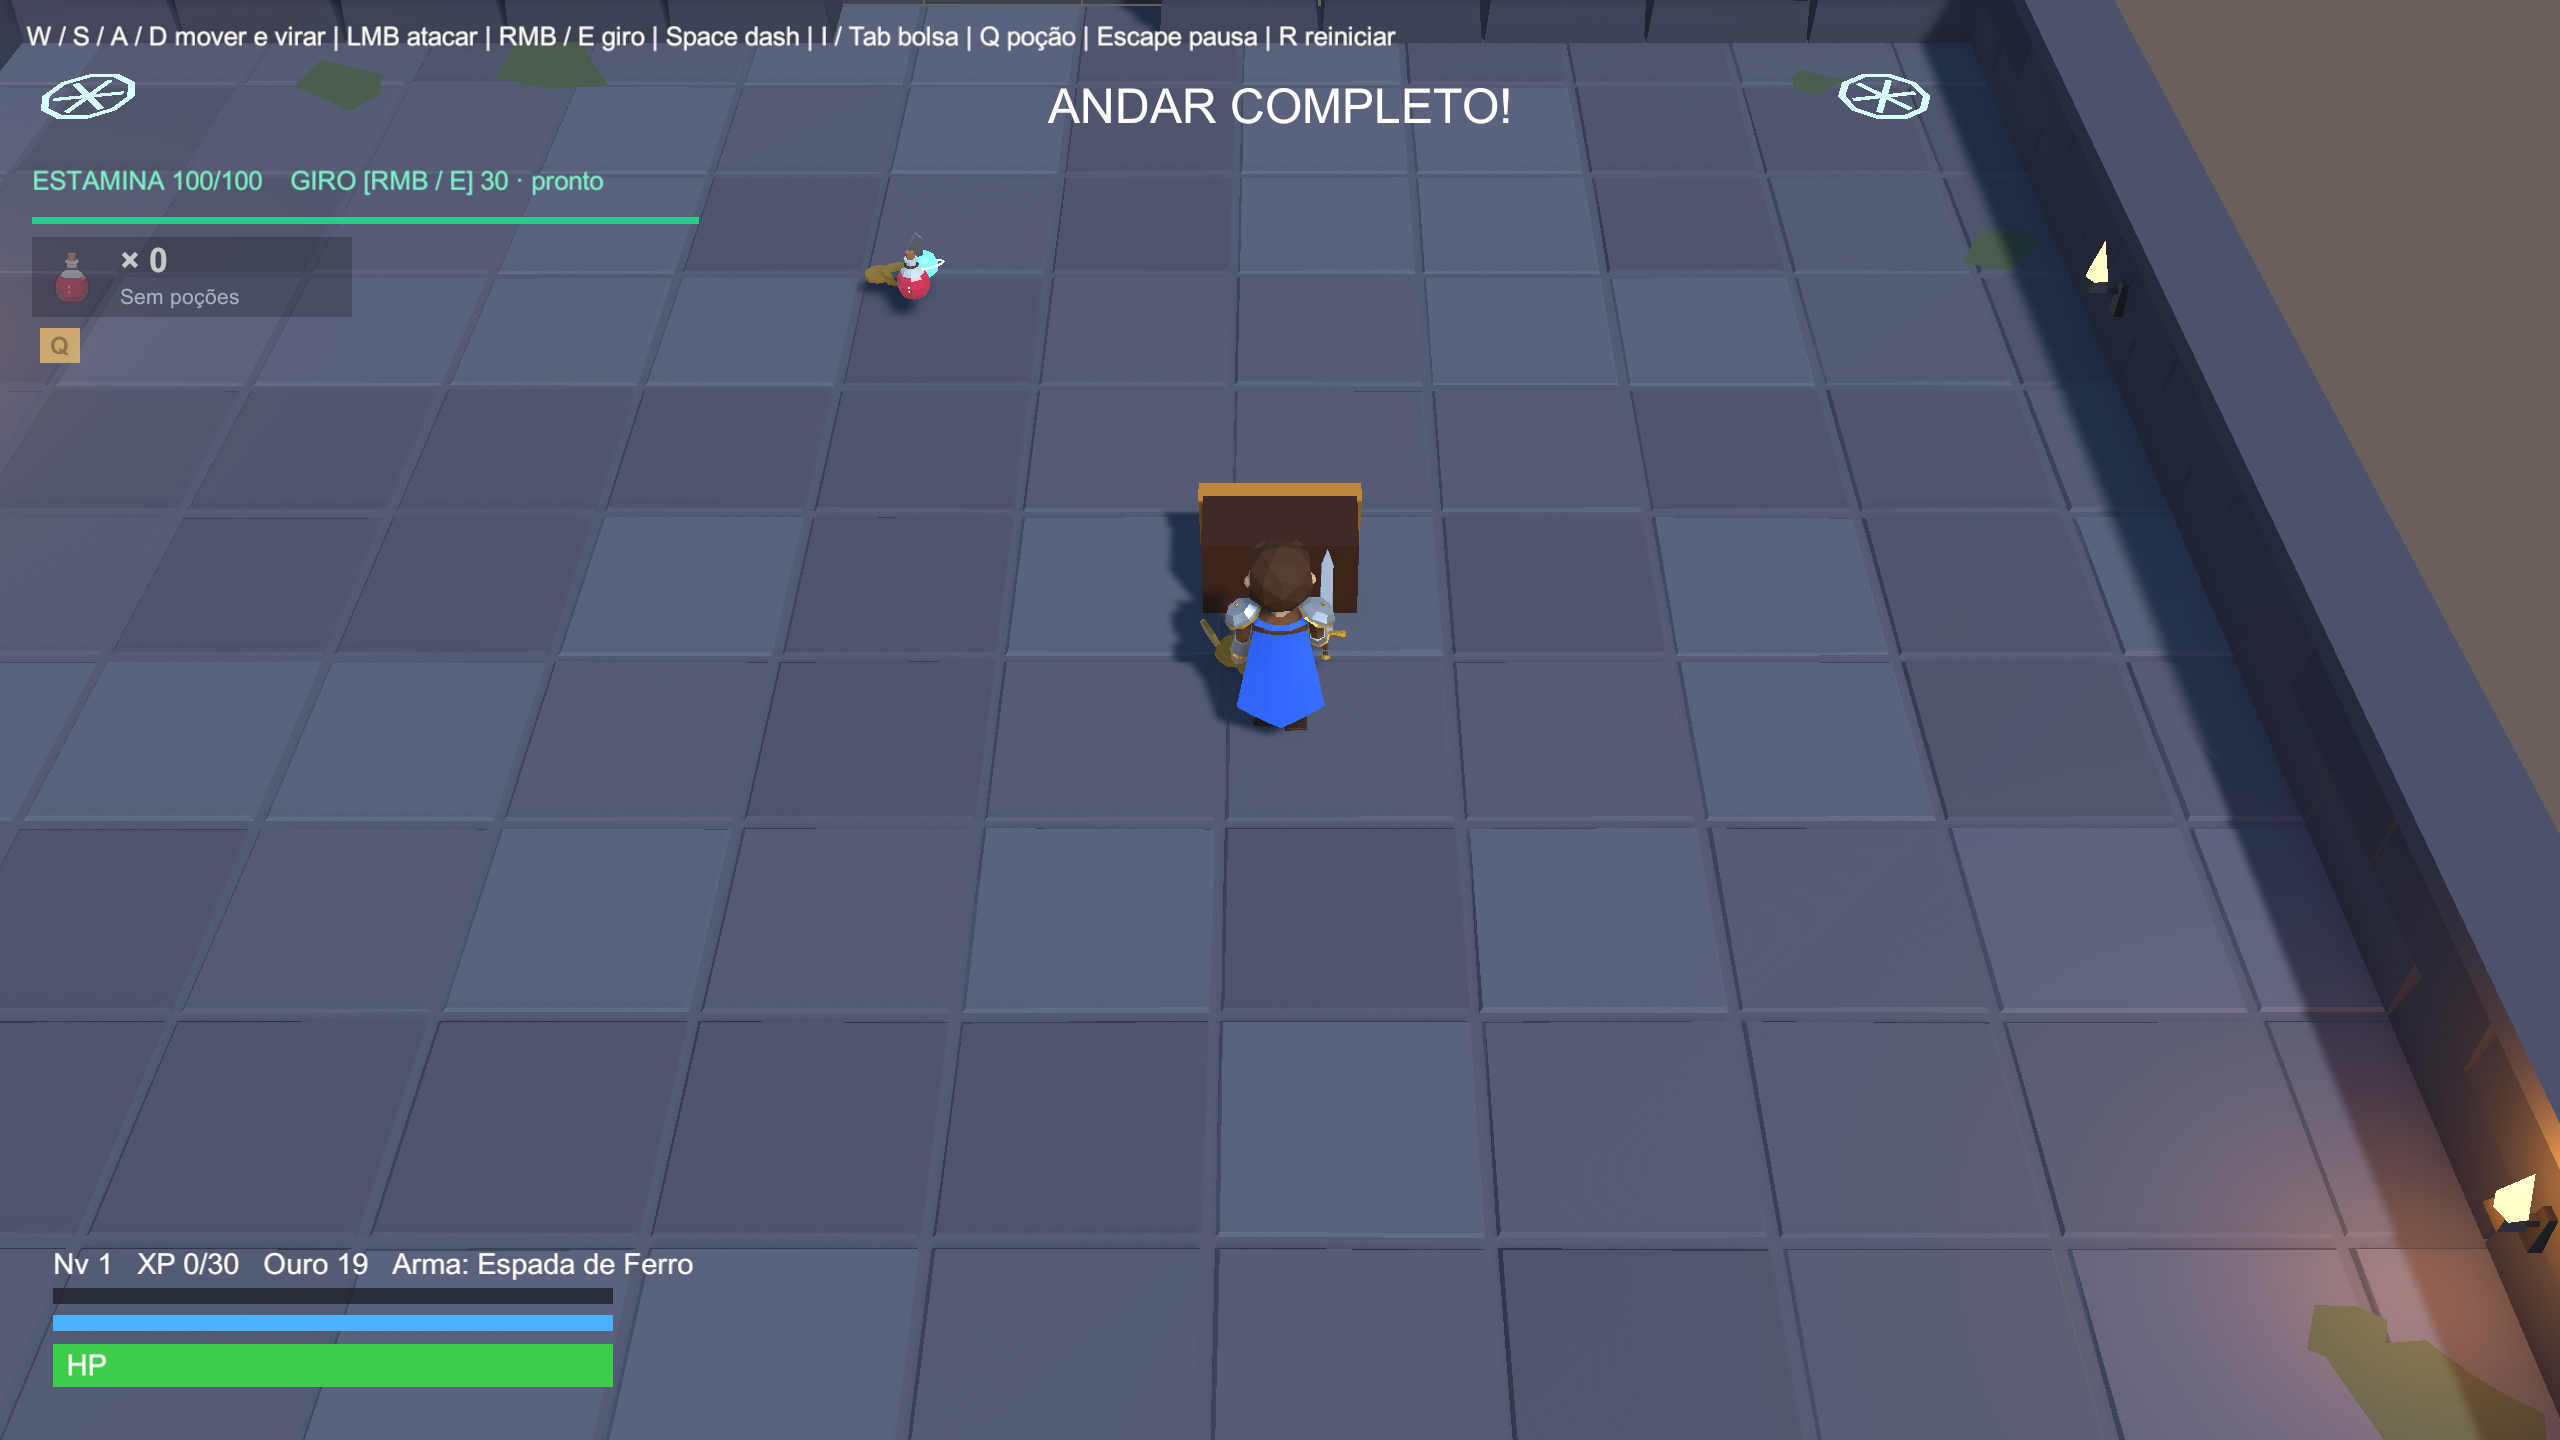 W / S / A / D mover e virar | LMB atacar | RMB / E giro | Space dash | I / Tab bolsa | Q poção | Escape pausa | R reiniciar
ANDAR COMPLETO!
ESTAMINA 100/100 GIRO [RMB / E] 30 · pronto
× 0
Sem poções
Q
Nv 1 XP 0/30 Ouro 19 Arma: Espada de Ferro
HP